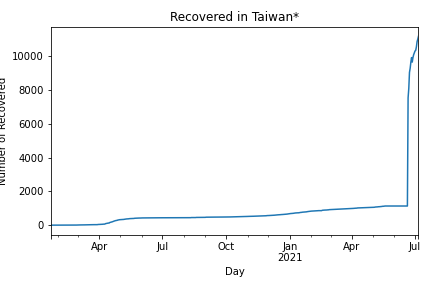 Recovered in Taiwan*
Number of Recovered
10000
8000
6000
4000
2000
0
Apr
Jul
Oct
Jan
2021
Apr
Jul
Day